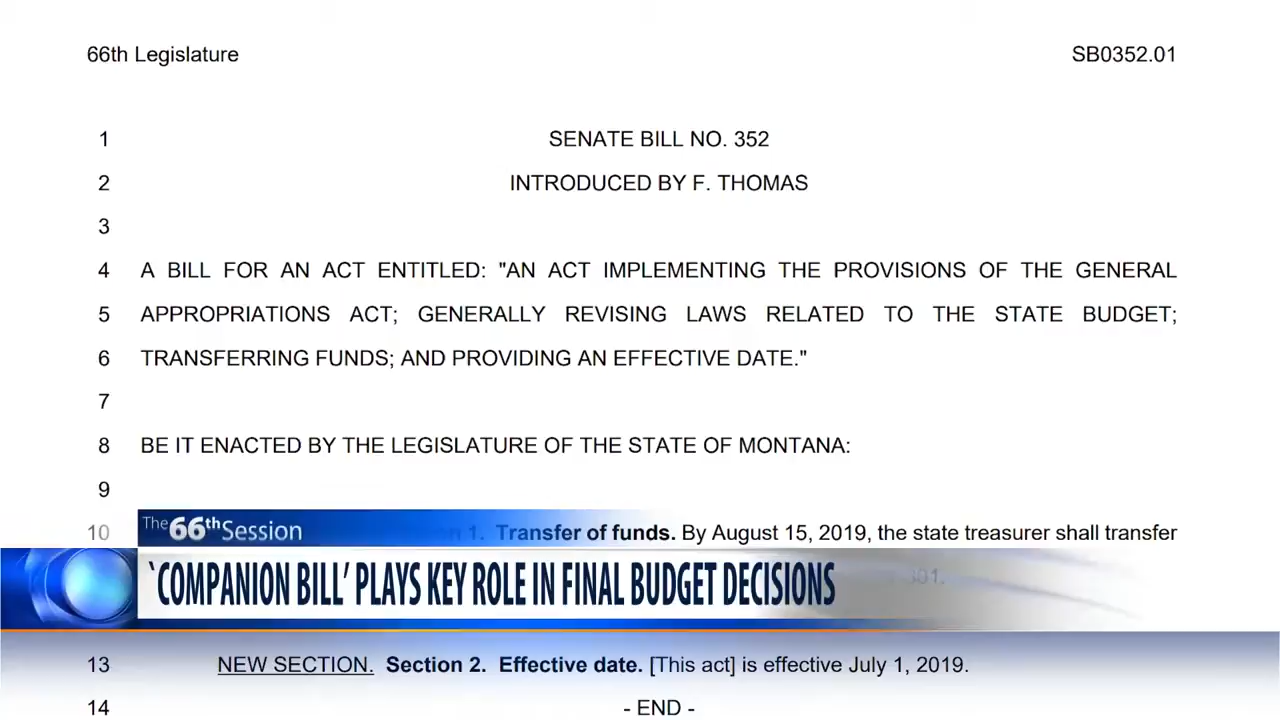 66th Legislature SB0352.01
1 SENATE BILL NO. 352
2 INTRODUCED BY F. THOMAS
3
4 A BILL FOR AN ACT ENTITLED: "AN ACT IMPLEMENTING THE PROVISIONS OF THE GENERAL
5 APPROPRIATIONS ACT; GENERALLY REVISING LAWS RELATED TO THE STATE BUDGET;
6 TRANSFERRING FUNDS; AND PROVIDING AN EFFECTIVE DATE."
7
8 BE IT ENACTED BY THE LEGISLATURE OF THE STATE OF MONTANA:
9
10 1. Transfer of funds. By August 15, 2019, the state treasurer shall transfer
The 66th Session
`COMPANION BILL' PLAYS KEY ROLE IN FINAL BUDGET DECISIONS
13 NEW SECTION. Section 2. Effective date. [This act] is effective July 1, 2019.
14 - END -